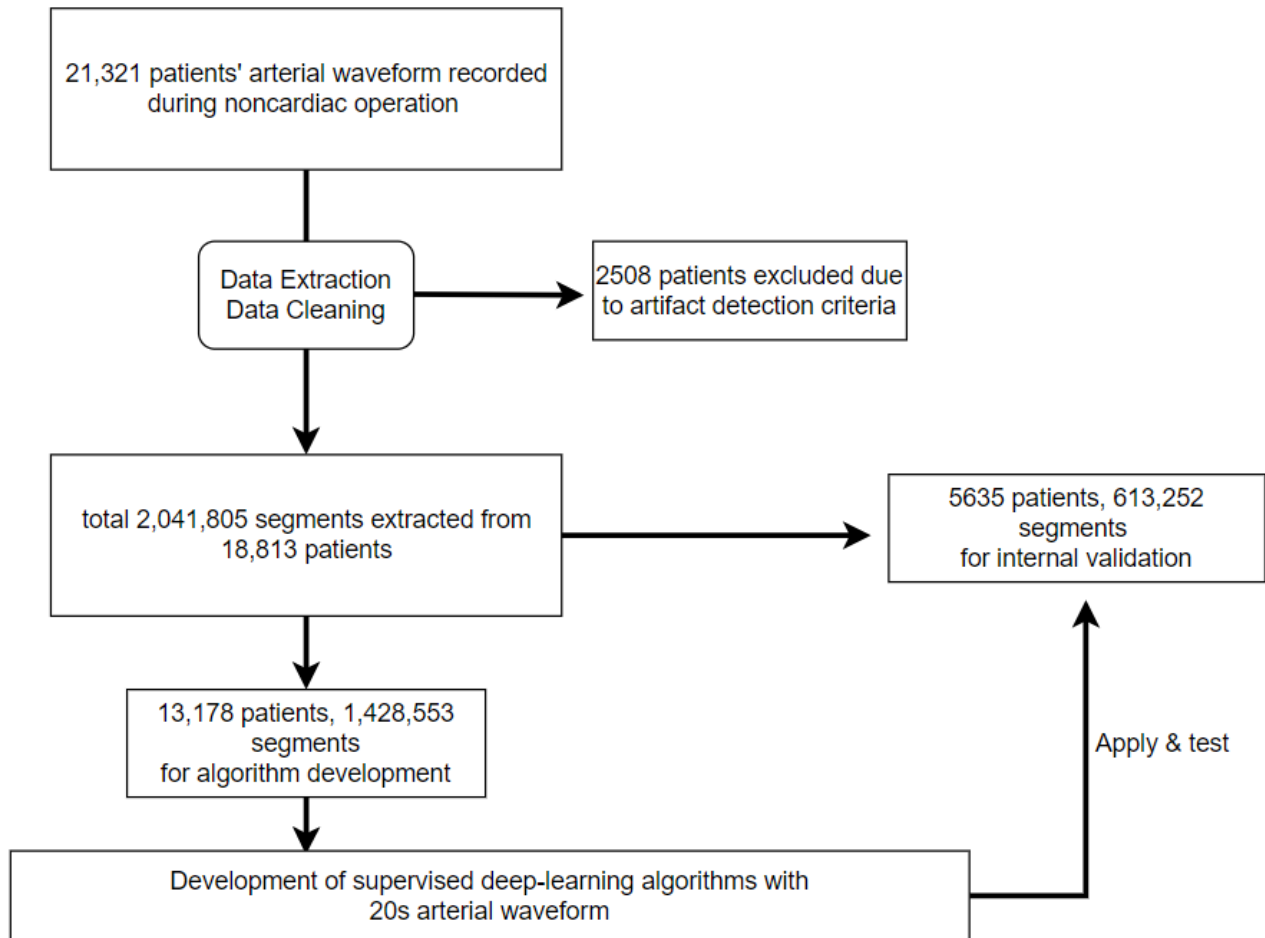 21,321 patients' arterial waveform recorded
during noncardiac operation
Data Extraction
Data Cleaning
2508 patients excluded due
to artifact detection criteria
total 2,041,805 segments extracted from
18,813 patients
5635 patients, 613,252
segments
for internal validation
13,178 patients, 1,428,553
segments
for algorithm development
Apply & test
Development of supervised deep-learning algorithms with
20s arterial waveform